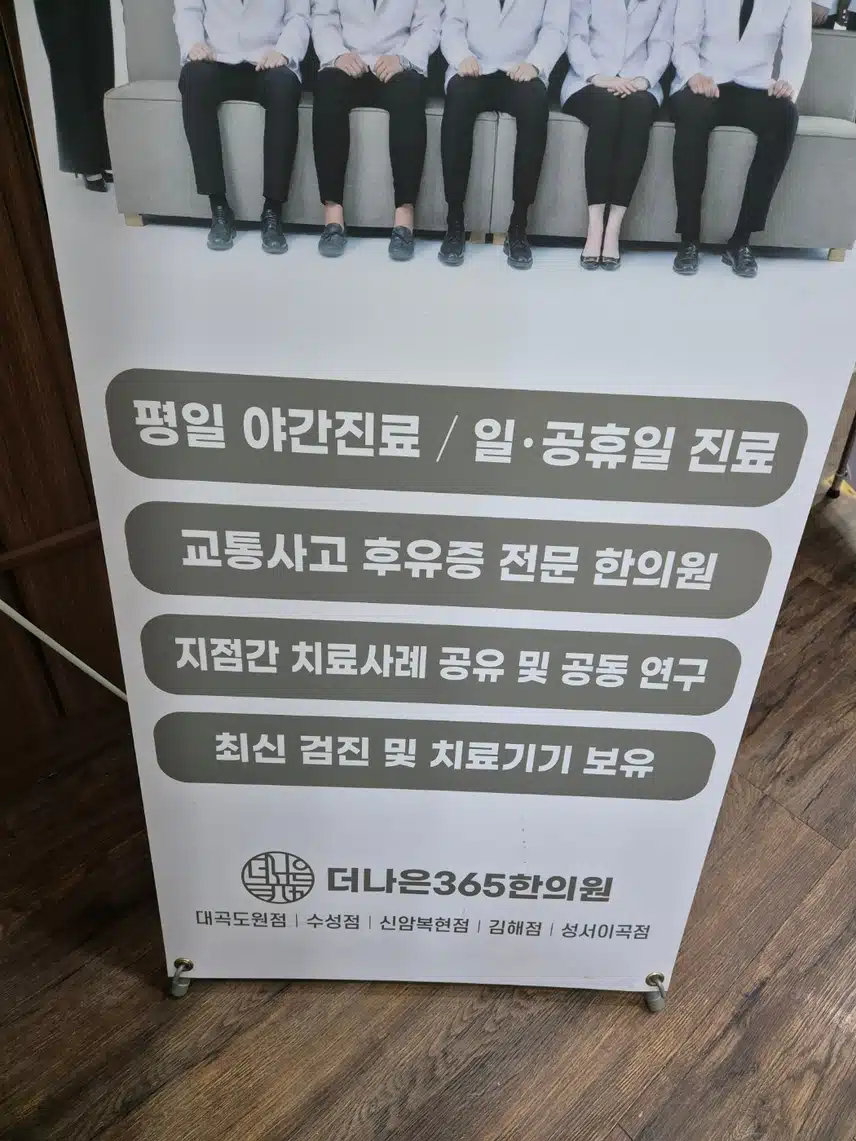 평일 야간진료 / 일·공휴일 진료
교통사고 후유증 전문 한의원
지점간 치료사례 공유 및 공동 연구
최신 검진 및 치료기기 보유
더나은365한의원
대곡도원점 | 수성점 | 신암복현점 | 김해점 | 성서이곡점